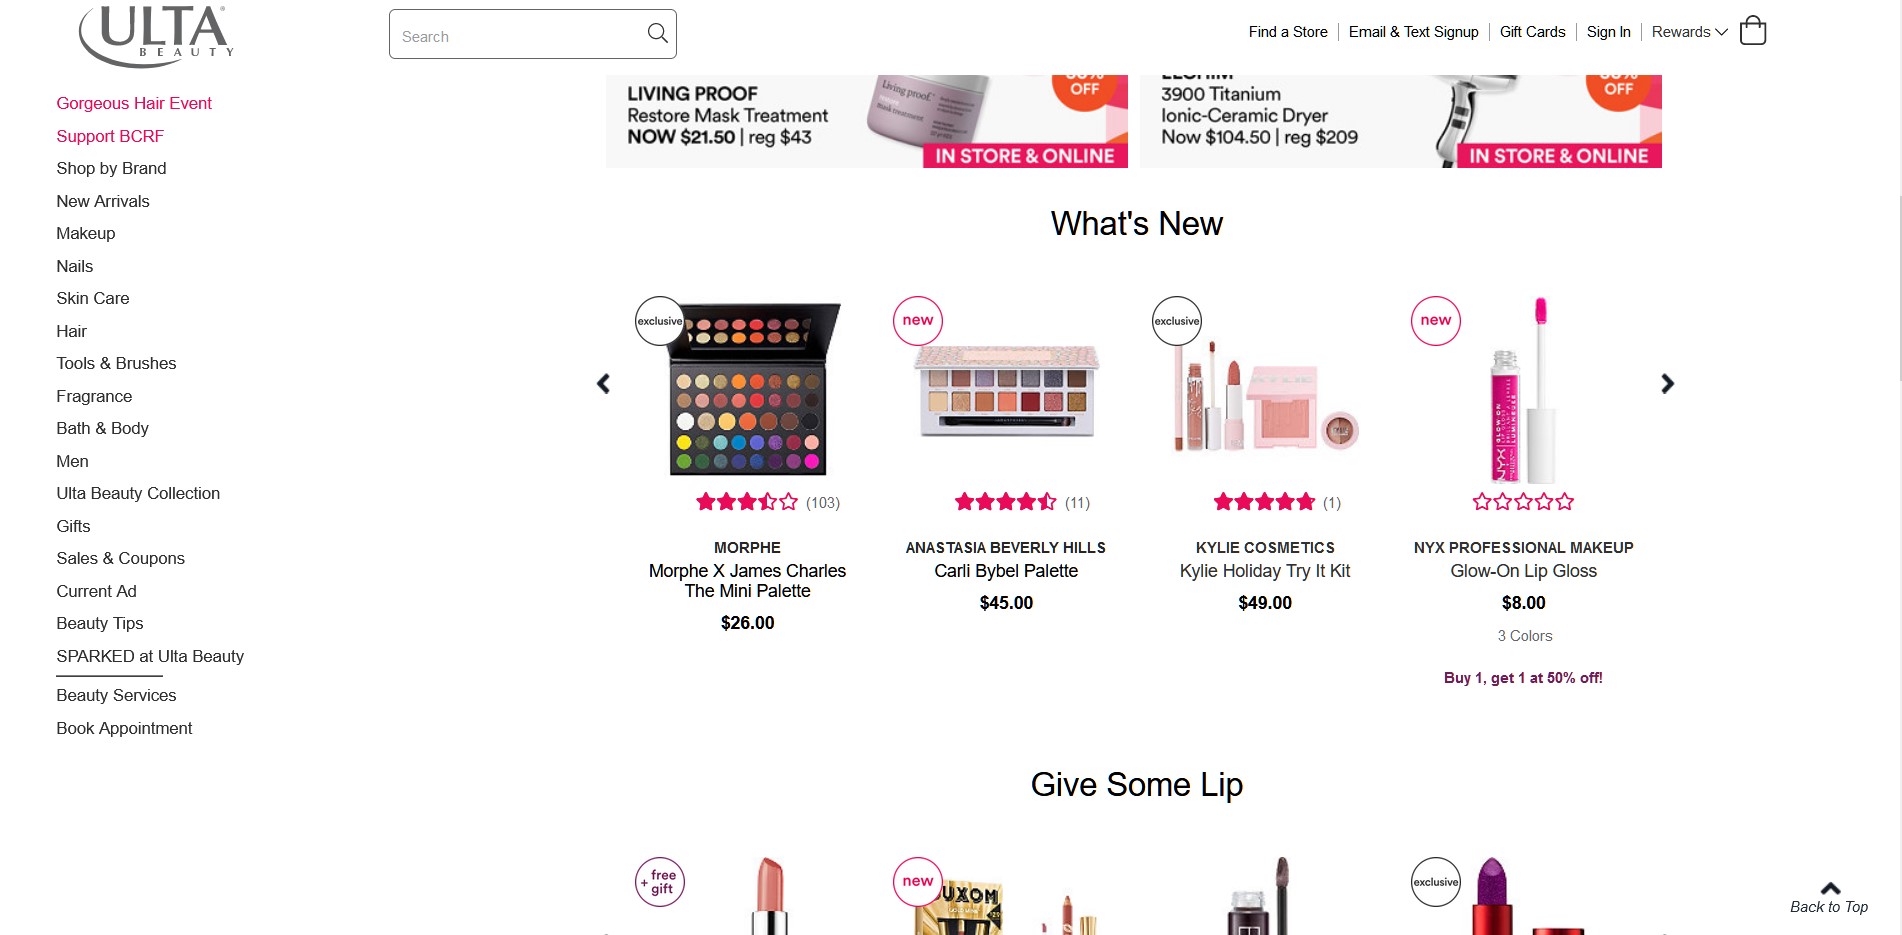 ULTA
BEAUTY
Search
Find a Store
Email & Text Signup
Gift Cards
Sign In
Rewards
Gorgeous Hair Event
Support BCRF
Shop by Brand
New Arrivals
Makeup
Nails
Skin Care
Hair
Tools & Brushes
Fragrance
Bath & Body
Men
Ulta Beauty Collection
Gifts
Sales & Coupons
Current Ad
Beauty Tips
SPARKED at Ulta Beauty
Beauty Services
Book Appointment
LIVING PROOF
Restore Mask Treatment
NOW $21.50 | reg $43
Living proof.
OFF
IN STORE & ONLINE
3900 Titanium
Ionic-Ceramic Dryer
Now $104.50 | reg $209
OFF
IN STORE & ONLINE
What's New
exclusive
(103)
MORPHE
Morphe X James Charles
The Mini Palette
$26.00
new
(11)
ANASTASIA BEVERLY HILLS
Carli Bybel Palette
$45.00
exclusive
KYLIE
(1)
KYLIE COSMETICS
Kylie Holiday Try It Kit
$49.00
new
NYX
GLOW ON
NYX PROFESSIONAL MAKEUP
Glow-On Lip Gloss
$8.00
3 Colors
Buy 1, get 1 at 50% off!
Give Some Lip
+ free
gift
new
BUXOM
exclusive
Back to Top